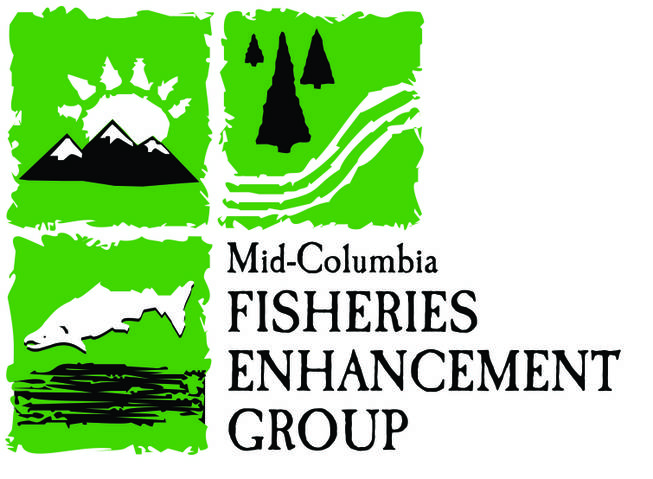 Mid-Columbia
FISHERIES
ENHANCEMENT
GROUP